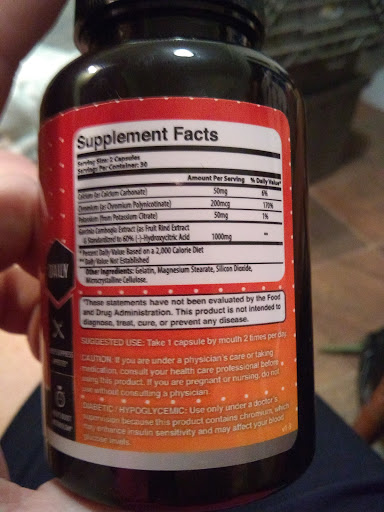 Supplement Facts
Serving Size: 2 Capsules
Servings Per Container: 30
Amount Per Serving % Daily Value*
Calcium (as Calcium Carbonate) 50mg 6%
Chromium (as Chromium Polynicotinate) 200mcg 170%
Potassium (from Potassium Citrate) 50mg 1%
Garcinia Cambogia Extract (as Fruit Rind Extract
& Standardized to 60% (-)-Hydroxycitric Acid 1000mg **
* Percent Daily Value Based on a 2,000 Calorie Diet
** Daily Value Not Established
Other Ingredients: Gelatin, Magnesium Stearate, Silicon Dioxide,
Microcrystalline Cellulose.
*These statements have not been evaluated by the Food
and Drug Administration. This product is not intended to
diagnose, treat, cure, or prevent any disease.
SUGGESTED USE: Take 1 capsule by mouth 2 times per day.
CAUTION: If you are under a physician's care or taking
medication, consult your health care professional before
using this product. If you are pregnant or nursing, do not
use without consulting a physician.
DIABETIC / HYPOGLYCEMIC: Use only under a doctor's
supervision because this product contains chromium, which
may enhance insulin sensitivity and may affect your blood
glucose levels.
DAILY